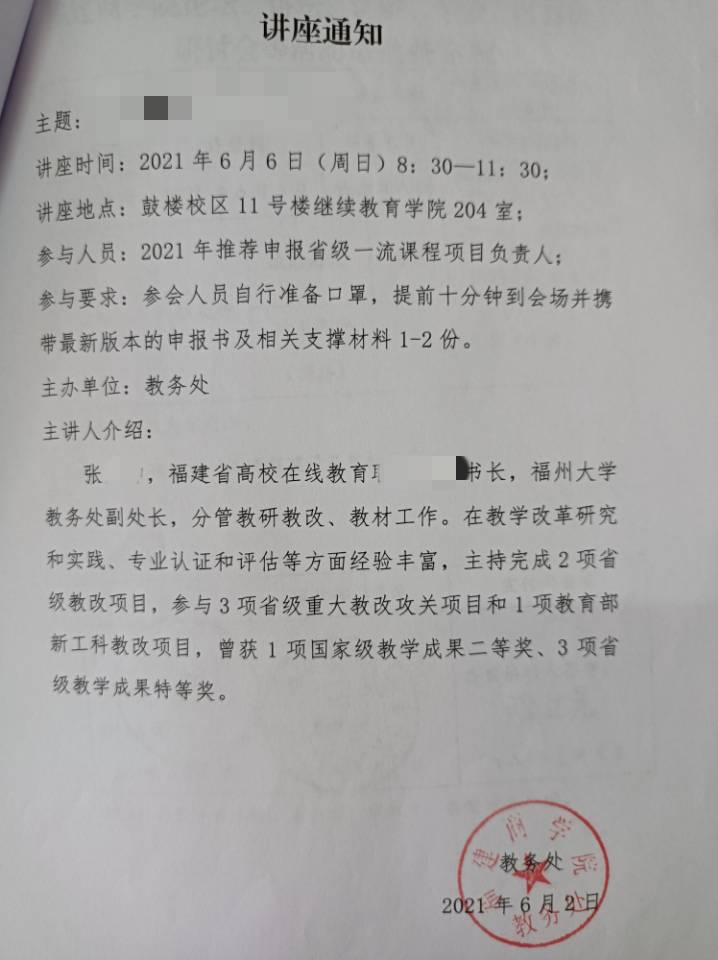 讲座通知
主题：
讲座时间：2021 年 6 月 6 日（周日）8：30—11：30；
讲座地点：鼓楼校区 11 号楼继续教育学院 204 室；
参与人员：2021 年推荐申报省级一流课程项目负责人；
参与要求：参会人员自行准备口罩，提前十分钟到会场并携
带最新版本的申报书及相关支撑材料 1-2 份。
主办单位：教务处
主讲人介绍：
张 ，福建省高校在线教育 书长，福州大学
教务处副处长，分管教研教改、教材工作。在教学改革研究
和实践、专业认证和评估等方面经验丰富，主持完成 2 项省
级教改项目，参与 3 项省级重大教改攻关项目和 1 项教育部
新工科教改项目，曾获 1 项国家级教学成果二等奖、3 项省
级教学成果特等奖。
建商学院
教务处
2021 年 6 月 2 日
教务处